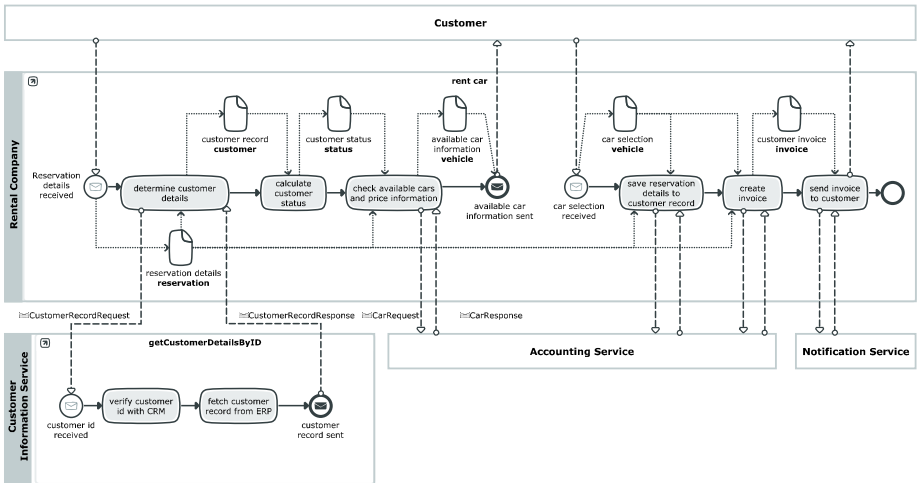 Customer
rent car
Rental Company
customer record
customer
customer status
status
available car
information
vehicle
car selection
vehicle
customer invoice
invoice
Reservation
details
received
determine customer
details
calculate
customer
status
check available cars
and price information
available car
information sent
car selection
received
save reservation
details to
customer record
create
invoice
send invoice
to customer
reservation details
reservation
CustomerRecordRequest
CustomerRecordResponse
CarRequest
CarResponse
Customer
Information Service
getCustomerDetailsByID
Accounting Service
Notification Service
verify customer
id with CRM
fetch customer
record from ERP
customer id
received
customer
record sent